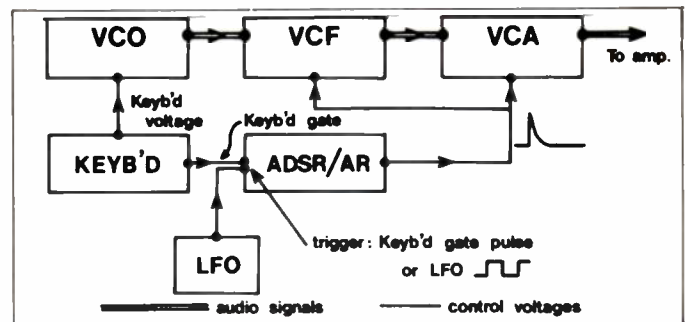 VCO VCF VCA
To amp.
Keyb'd
voltage
Keyb'd gate
KEYB'D ADSR/AR
trigger: Keyb'd gate pulse
or LFO
LFO
audio signals control voltages